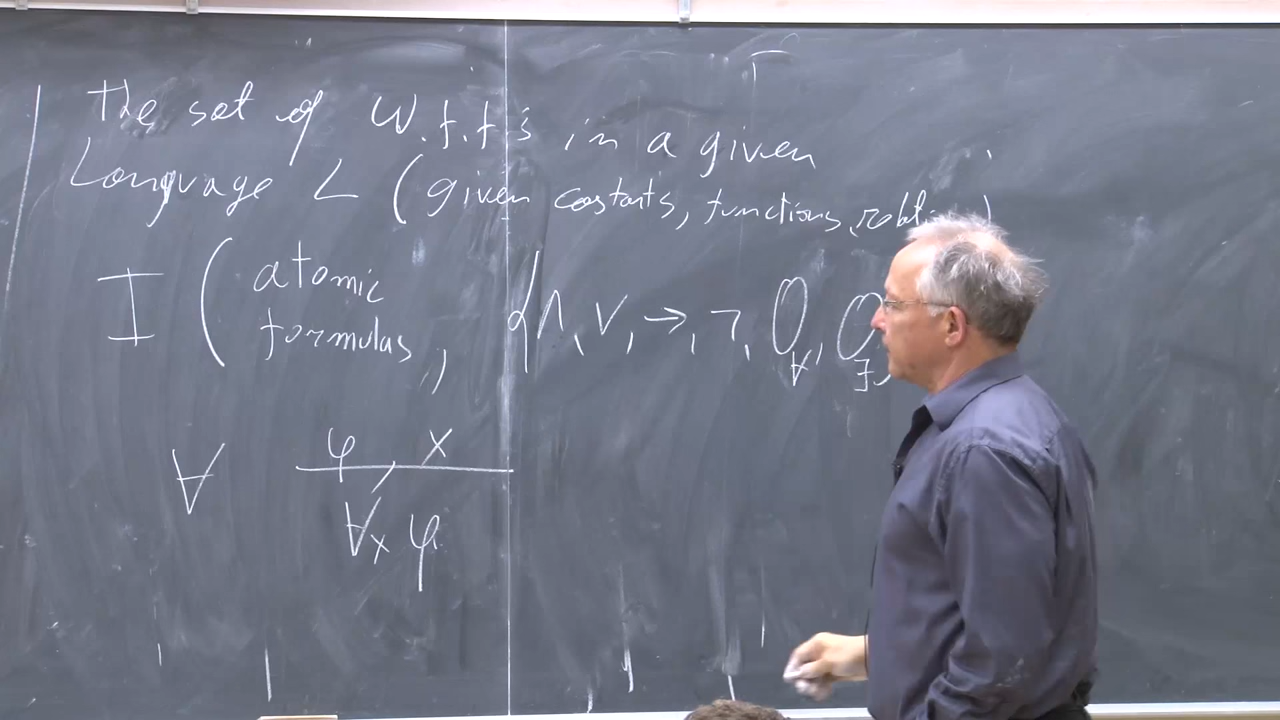 The set of W.f.f.'s in a given
Language L (given costants, functions,
I ( atomic formulas, { ∧, ∨, →, ¬, O∀, O∃,
∀ φ, x
∀x φ